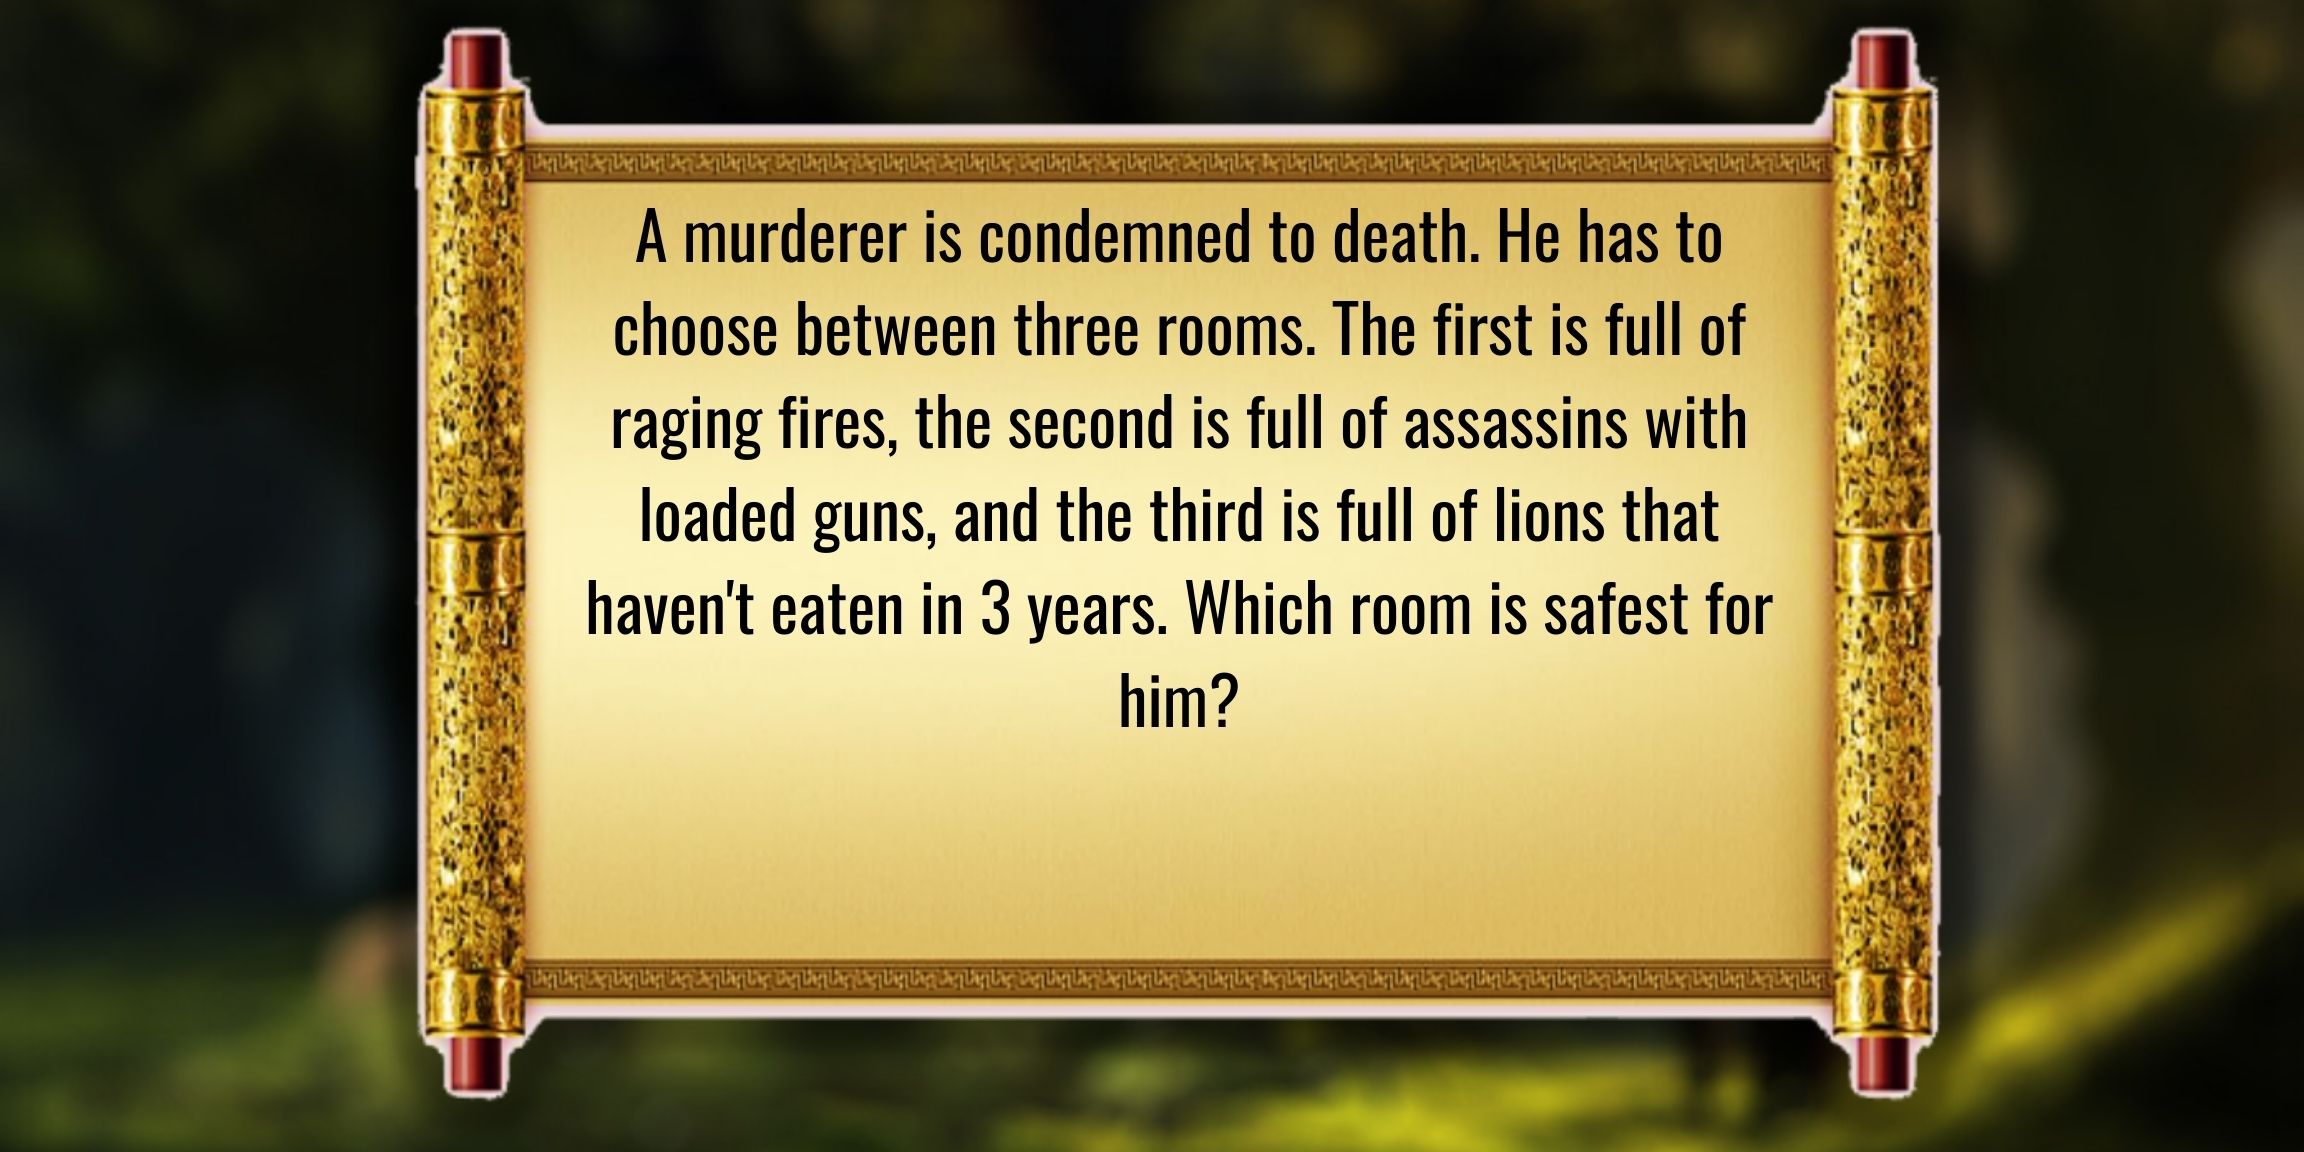 A murderer is condemned to death. He has to
choose between three rooms. The first is full of
raging fires, the second is full of assassins with
loaded guns, and the third is full of lions that
haven't eaten in 3 years. Which room is safest for
him?